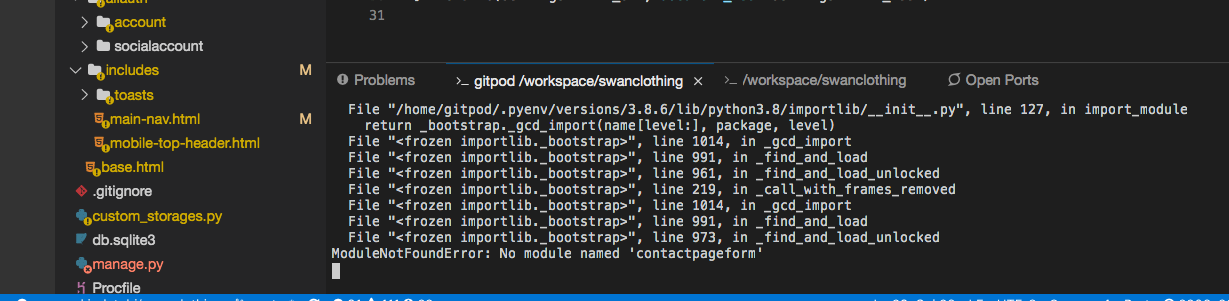 account
socialaccount
includes M
toasts
main-nav.html M
mobile-top-header.html
base.html
.gitignore
custom_storages.py
db.sqlite3
manage.py
Procfile
31
Problems >_ gitpod /workspace/swanclothing × >_ /workspace/swanclothing Open Ports
File "/home/gitpod/.pyenv/versions/3.8.6/lib/python3.8/importlib/__init__.py", line 127, in import_module
return _bootstrap._gcd_import(name[level:], package, level)
File "<frozen importlib._bootstrap>", line 1014, in _gcd_import
File "<frozen importlib._bootstrap>", line 991, in _find_and_load
File "<frozen importlib._bootstrap>", line 961, in _find_and_load_unlocked
File "<frozen importlib._bootstrap>", line 219, in _call_with_frames_removed
File "<frozen importlib._bootstrap>", line 1014, in _gcd_import
File "<frozen importlib._bootstrap>", line 991, in _find_and_load
File "<frozen importlib._bootstrap>", line 973, in _find_and_load_unlocked
ModuleNotFoundError: No module named 'contactpageform'